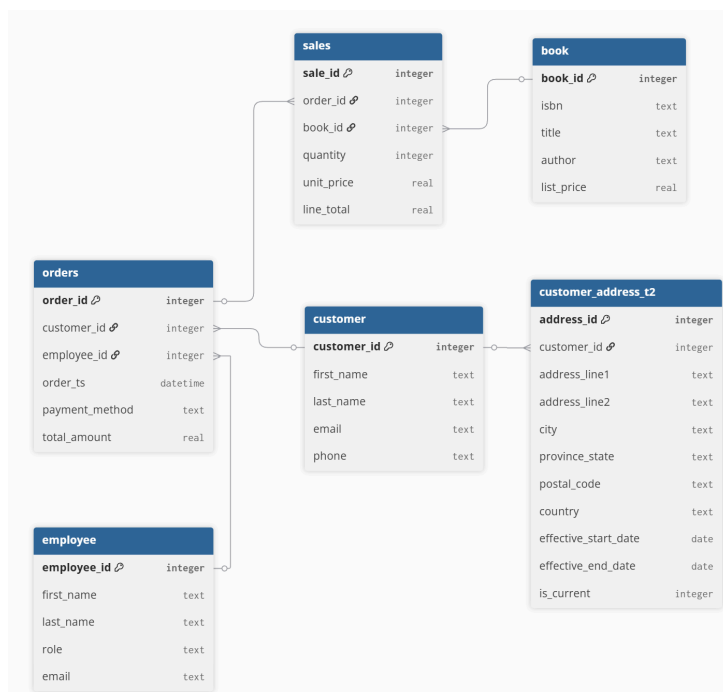 sales
sale_id integer
order_id integer
book_id integer
quantity integer
unit_price real
line_total real
book
book_id integer
isbn text
title text
author text
list_price real
orders
order_id integer
customer_id integer
employee_id integer
order_ts datetime
payment_method text
total_amount real
customer
customer_id integer
first_name text
last_name text
email text
phone text
customer_address_t2
address_id integer
customer_id integer
address_line1 text
address_line2 text
city text
province_state text
postal_code text
country text
effective_start_date date
effective_end_date date
is_current integer
employee
employee_id integer
first_name text
last_name text
role text
email text